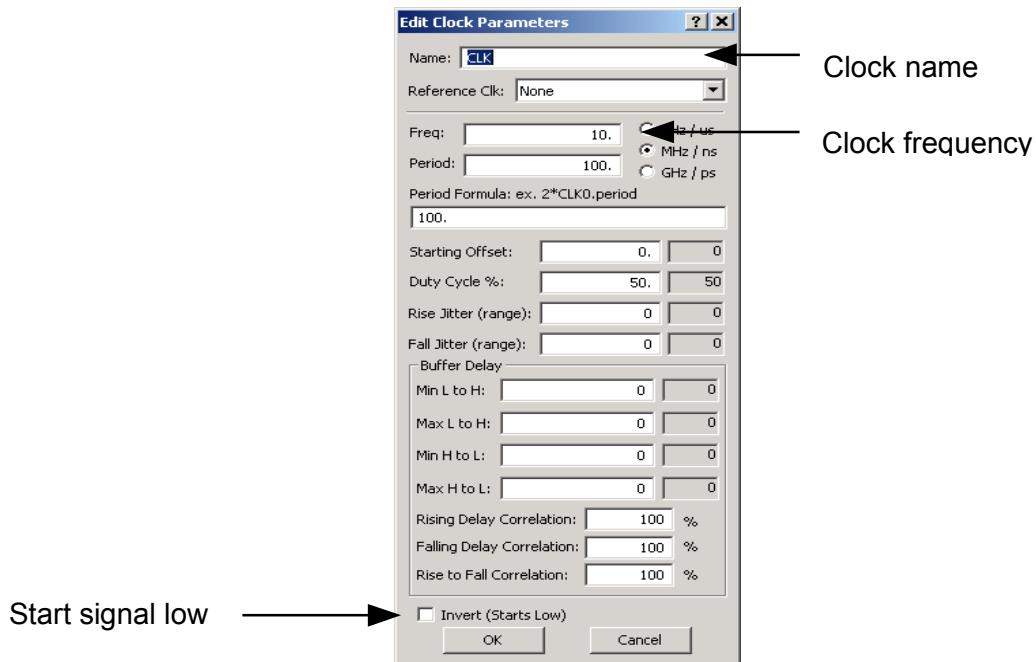 Edit Clock Parameters
Name: CLK
Clock name
Reference Clk: None
Freq: 10.
Clock frequency
MHz / ns
Period: 100.
GHz / ps
Period Formula: ex. 2*CLK0.period
100.
Starting Offset: 0. 0
Duty Cycle %: 50. 50
Rise Jitter (range): 0 0
Fall Jitter (range): 0 0
Buffer Delay
Min L to H: 0 0
Max L to H: 0 0
Min H to L: 0 0
Max H to L: 0 0
Rising Delay Correlation: 100 %
Falling Delay Correlation: 100 %
Rise to Fall Correlation: 100 %
Start signal low
Invert (Starts Low)
OK Cancel